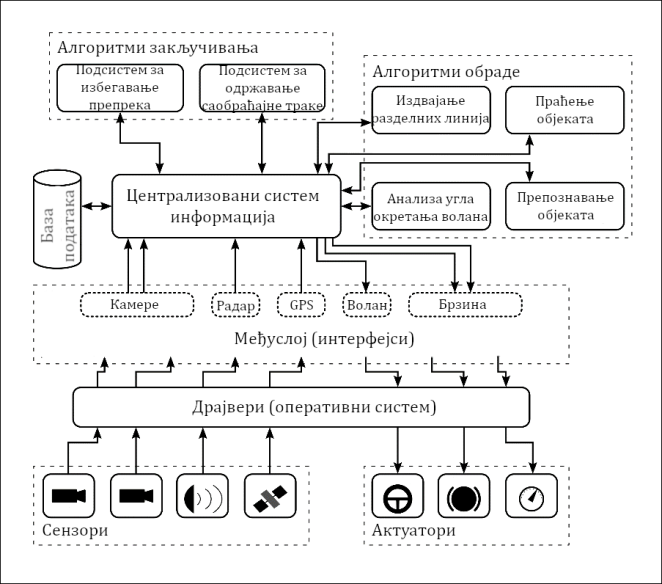 Алгоритми закључивања
Подсистем за
избегавање
препрека
Подсистем за
одржавање
саобраћајне траке
Алгоритми обраде
Издвајање
разделних линија
Праћење
објеката
Анализа угла
окретања волана
Препознавање
објеката
База
података
Централизовани систем
информација
Камере
Радар
GPS
Волан
Брзина
Међуслој (интерфејси)
Драјвери (оперативни систем)
Сензори
Актуатори